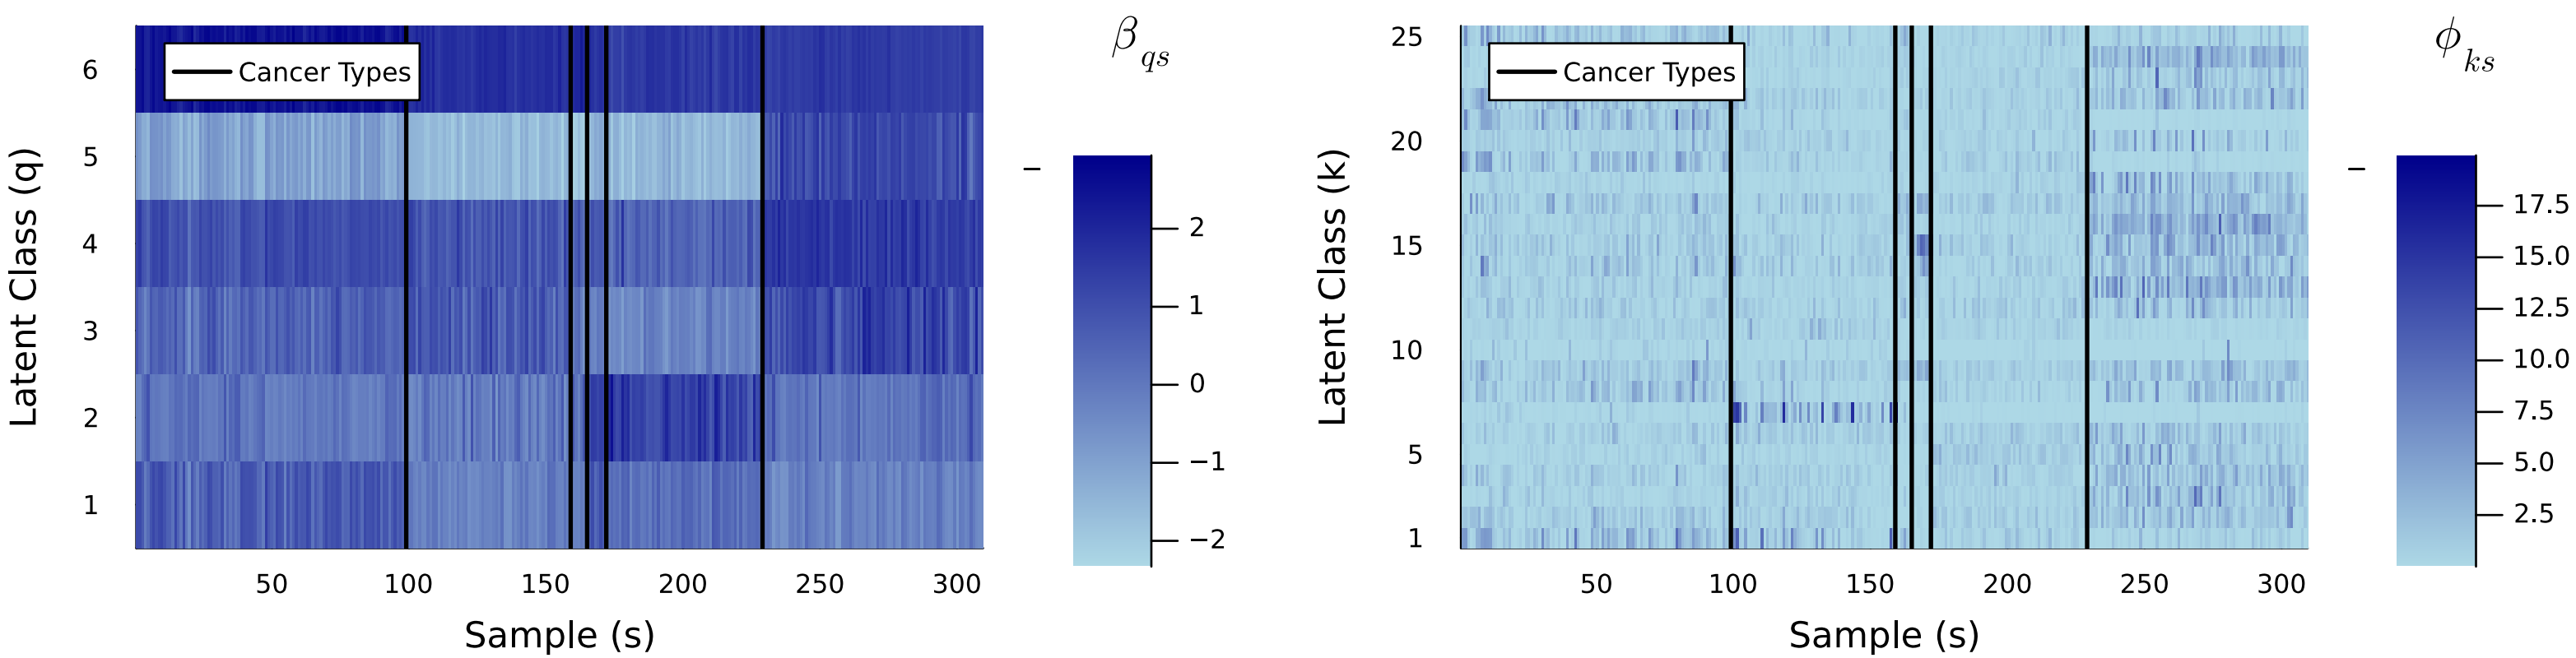 β_qs
Cancer Types
6
5
4
3
2
1
Latent Class (q)
50 100 150 200 250 300
Sample (s)
2
1
0
−1
−2
ϕ_ks
Cancer Types
25
20
15
10
5
1
Latent Class (k)
50 100 150 200 250 300
Sample (s)
17.5
15.0
12.5
10.0
7.5
5.0
2.5